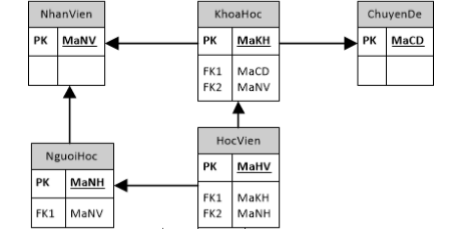 NhanVien
PK MaNV
KhoaHoc
PK MaKH
FK1 MaCD
FK2 MaNV
ChuyenDe
PK MaCD
NguoiHoc
PK MaNH
FK1 MaNV
HocVien
PK MaHV
FK1 MaKH
FK2 MaNH